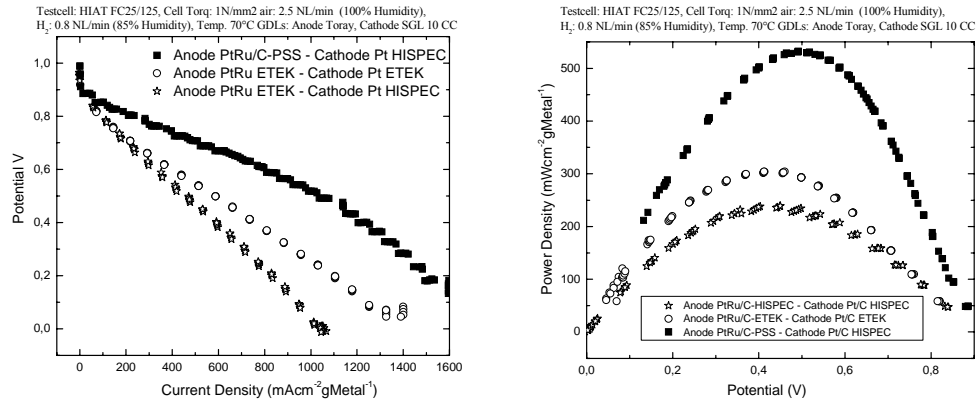 Testcell: HIAT FC25/125, Cell Torq: 1N/mm2 air: 2.5 NL/min (100% Humidity),
H2: 0.8 NL/min (85% Humidity), Temp. 70°C GDLs: Anode Toray, Cathode SGL 10 CC
Anode PtRu/C-PSS - Cathode Pt HISPEC
Anode PtRu ETEK - Cathode Pt ETEK
Anode PtRu ETEK - Cathode Pt HISPEC
Potential V
1,0
0,8
0,6
0,4
0,2
0,0
0 200 400 600 800 1000 1200 1400 1600
Current Density (mAcm-2gMetal-1)
Testcell: HIAT FC25/125, Cell Torq: 1N/mm2 air: 2.5 NL/min (100% Humidity),
H2: 0.8 NL/min (85% Humidity), Temp. 70°C GDLs: Anode Toray, Cathode SGL 10 CC
Power Density (mWcm-2gMetal-1)
500
400
300
200
100
0
Anode PtRu/C-HISPEC - Cathode Pt/C HISPEC
Anode PtRu/C-ETEK - Cathode Pt/C ETEK
Anode PtRu/C-PSS - Cathode Pt/C HISPEC
0,0 0,2 0,4 0,6 0,8
Potential (V)